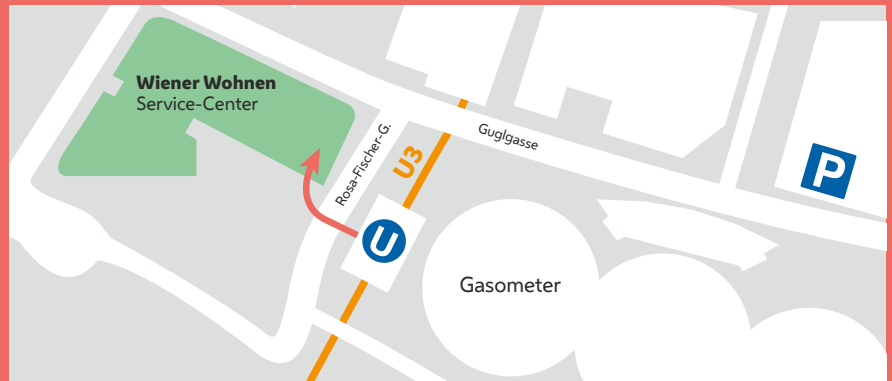 Wiener Wohnen
Service-Center
Rosa-Fischer-G.
U3
Guglgasse
P
U
Gasometer